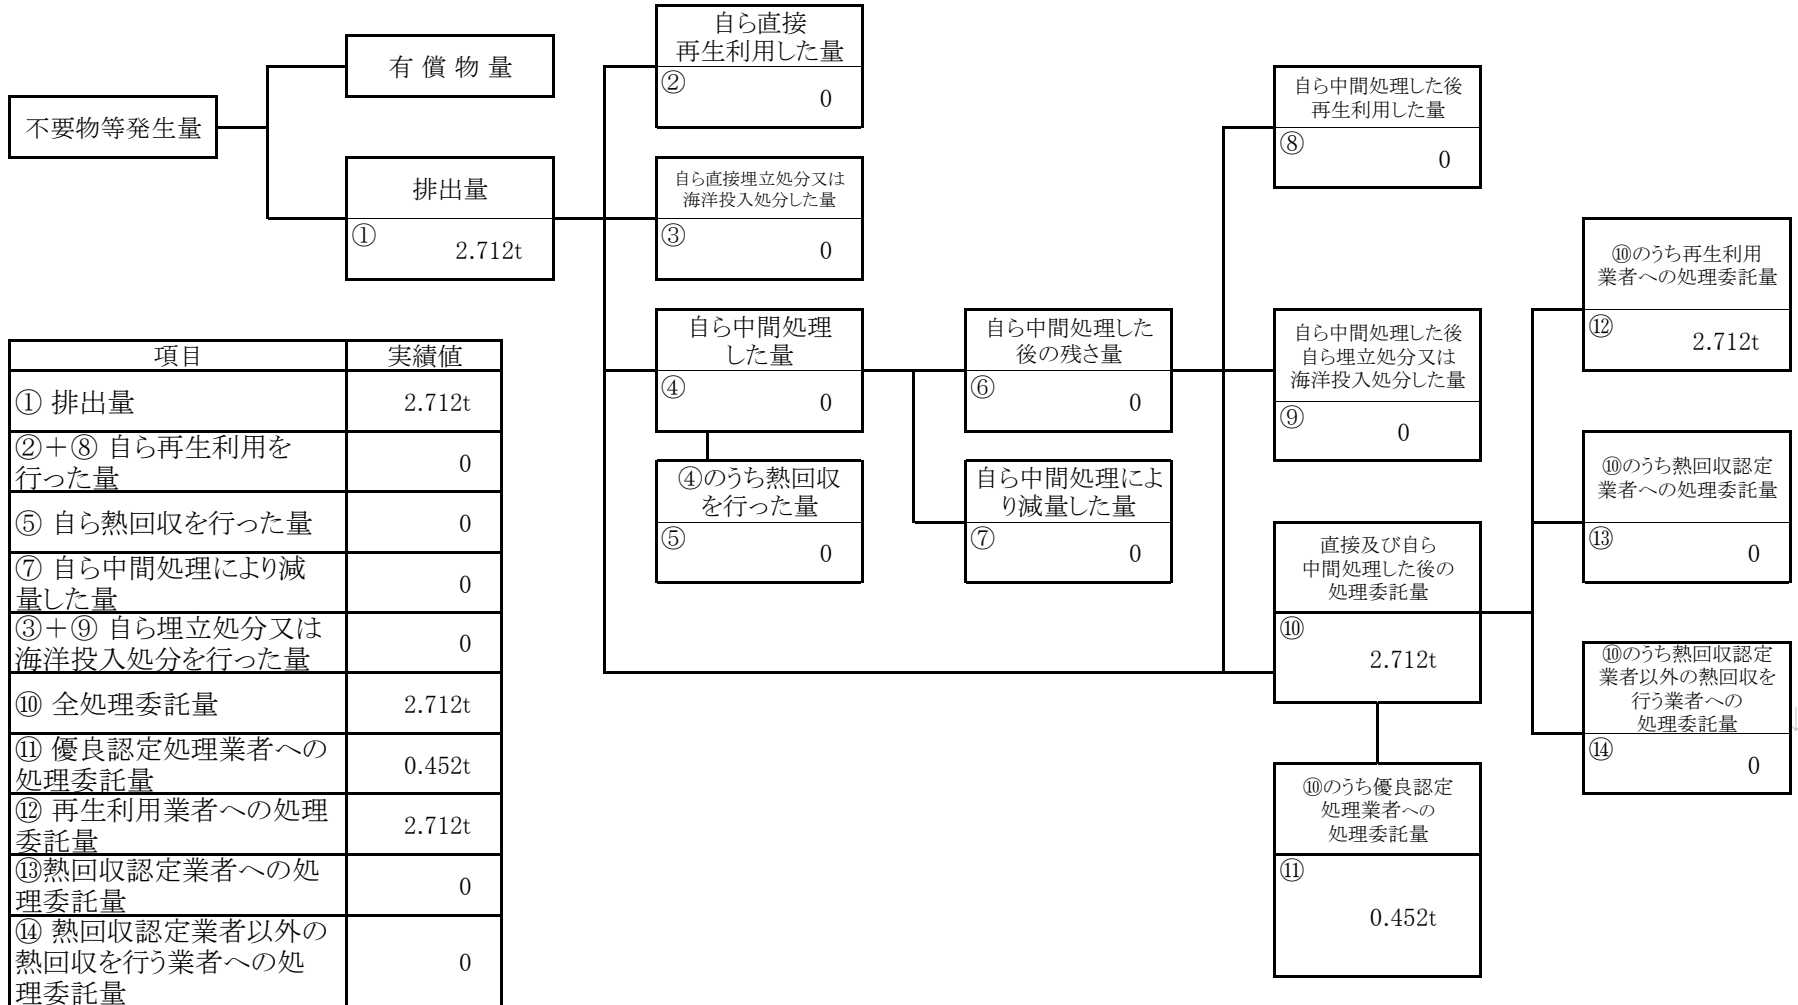 不要物等発生量
有 償 物 量
排出量
①
2.712t
自ら直接
再生利用した量
②
0
自ら直接埋立処分又は
海洋投入処分した量
③
0
自ら中間処理
した量
④
0
④のうち熱回収
を行った量
⑤
0
自ら中間処理した
後の残さ量
⑥
0
自ら中間処理によ
り減量した量
⑦
0
自ら中間処理した後
再生利用した量
⑧
0
自ら中間処理した後
自ら埋立処分又は
海洋投入処分した量
⑨
0
直接及び自ら
中間処理した後の
処理委託量
⑩
2.712t
⑩のうち優良認定
処理業者への
処理委託量
⑪
0.452t
⑩のうち再生利用
業者への処理委託量
⑫
2.712t
⑩のうち熱回収認定
業者への処理委託量
⑬
0
⑩のうち熱回収認定
業者以外の熱回収を
行う業者への
処理委託量
⑭
0
項目 実績値
① 排出量 2.712t
②＋⑧ 自ら再生利用を
行った量 0
⑤ 自ら熱回収を行った量 0
⑦ 自ら中間処理により減
量した量 0
③＋⑨ 自ら埋立処分又は
海洋投入処分を行った量 0
⑩ 全処理委託量 2.712t
⑪ 優良認定処理業者への
処理委託量 0.452t
⑫ 再生利用業者への処理
委託量 2.712t
⑬熱回収認定業者への処
理委託量 0
⑭ 熱回収認定業者以外の
熱回収を行う業者への処
理委託量 0